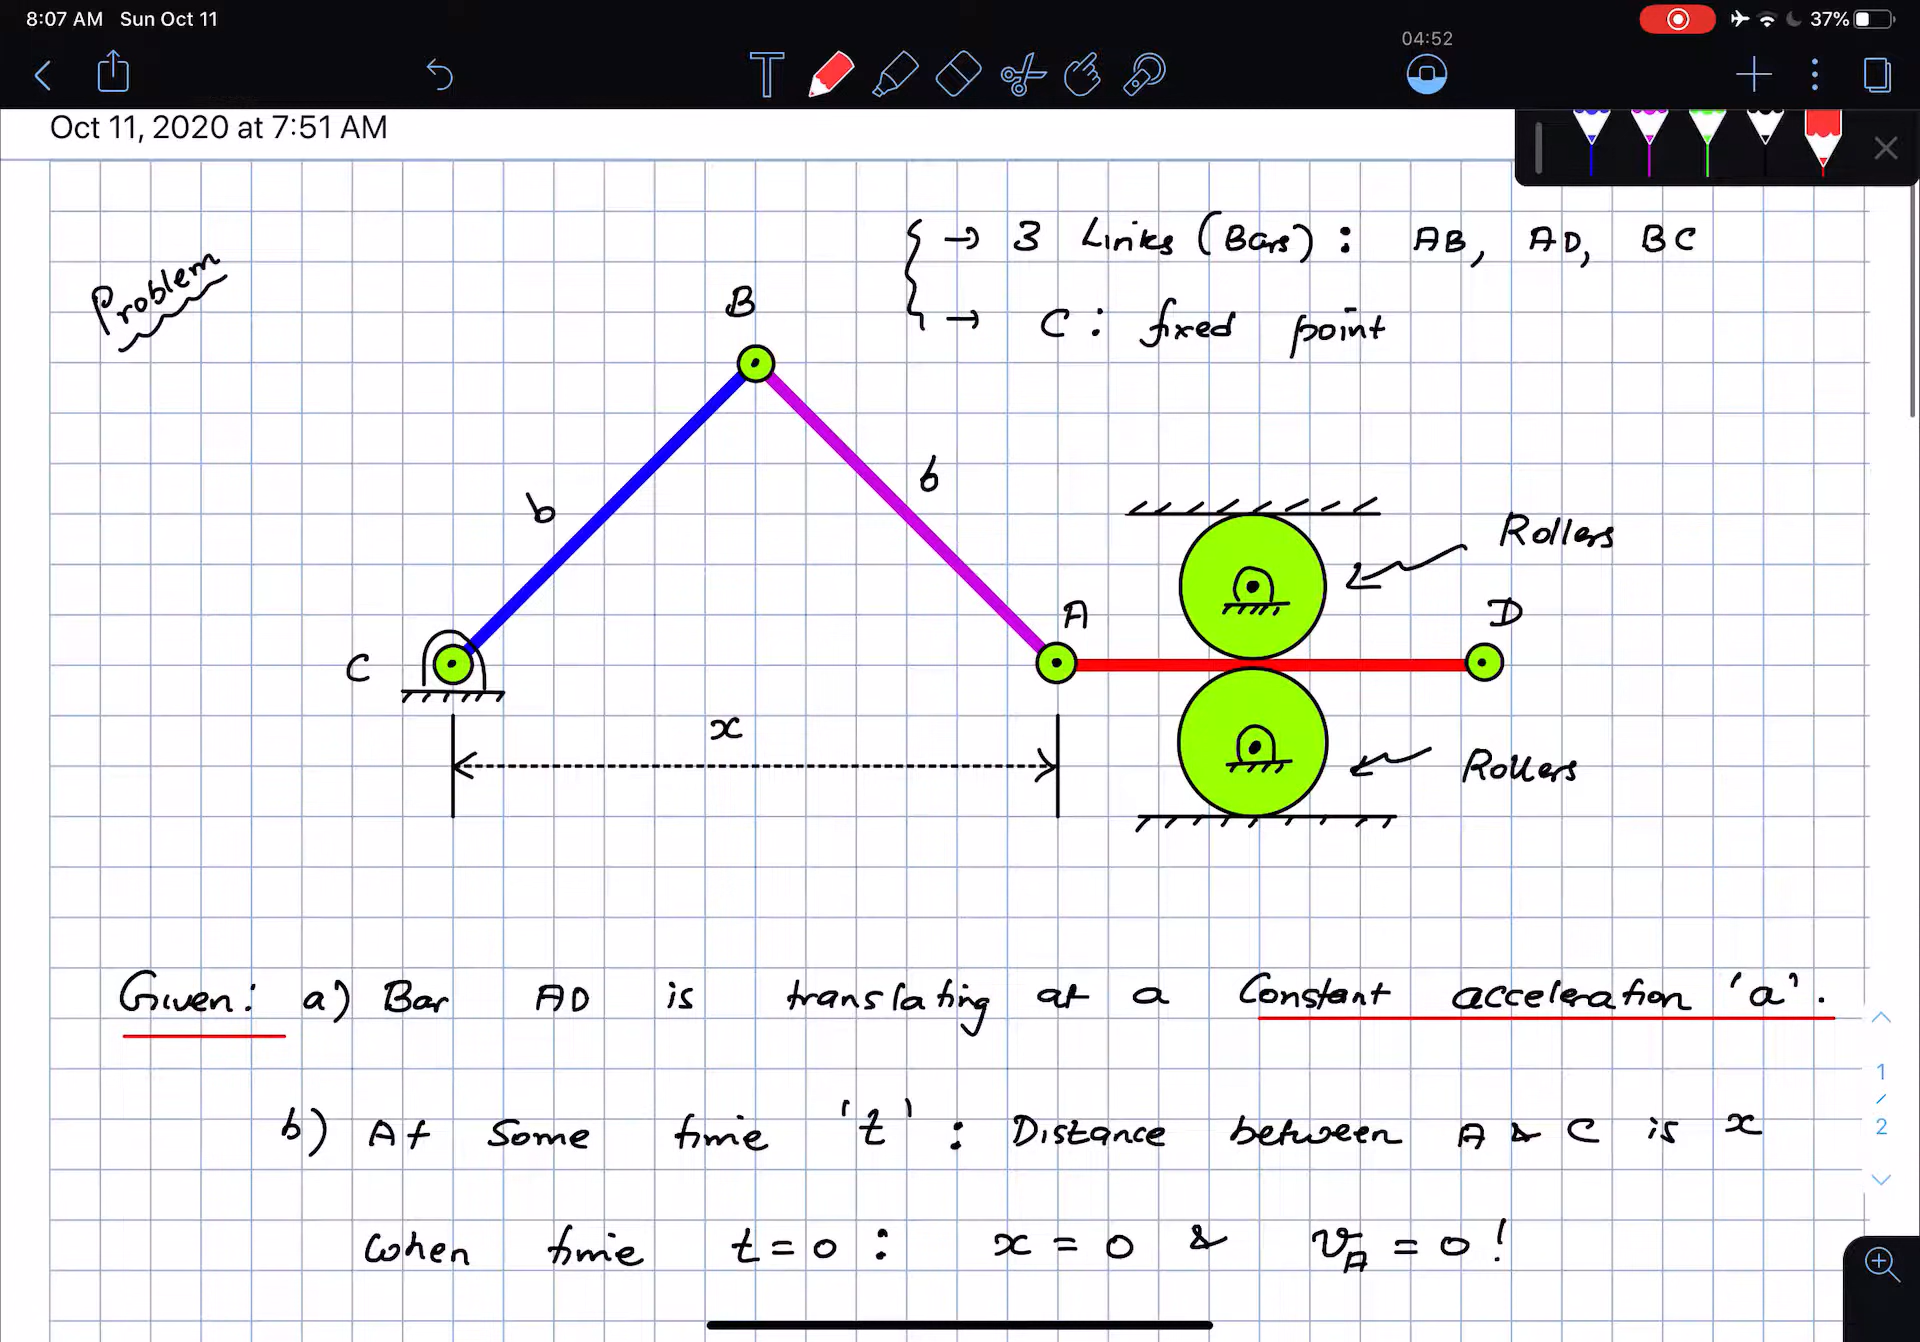 8:07 AM Sun Oct 11
37%
04:52
T
Oct 11, 2020 at 7:51 AM
Problem
→ 3 Links (Bars) : AB, AD, BC
→ C : fixed point
B
b
b
Rollers
A
D
C
x
Rollers
Given: a) Bar AD is translating at a Constant acceleration 'a'.
b) At Some time 't' : Distance between A & C is x
When time t = 0 : x = 0 & v_A = 0 !
1
/
2